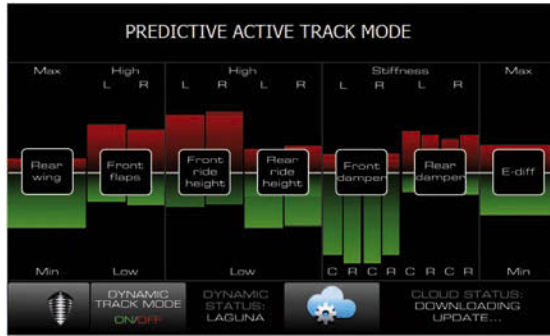 PREDICTIVE ACTIVE TRACK MODE
Max High High Stiffness Max
L R L R L R L R
Rear wing
Front flaps
Front ride height
Rear ride height
Front damper
Rear damper
E-diff
C R C R C R C R
Min Low Low Min
DYNAMIC TRACK MODE
ON/OFF
DYNAMIC STATUS:
LAGUNA
CLOUD STATUS:
DOWNLOADING
UPDATE...